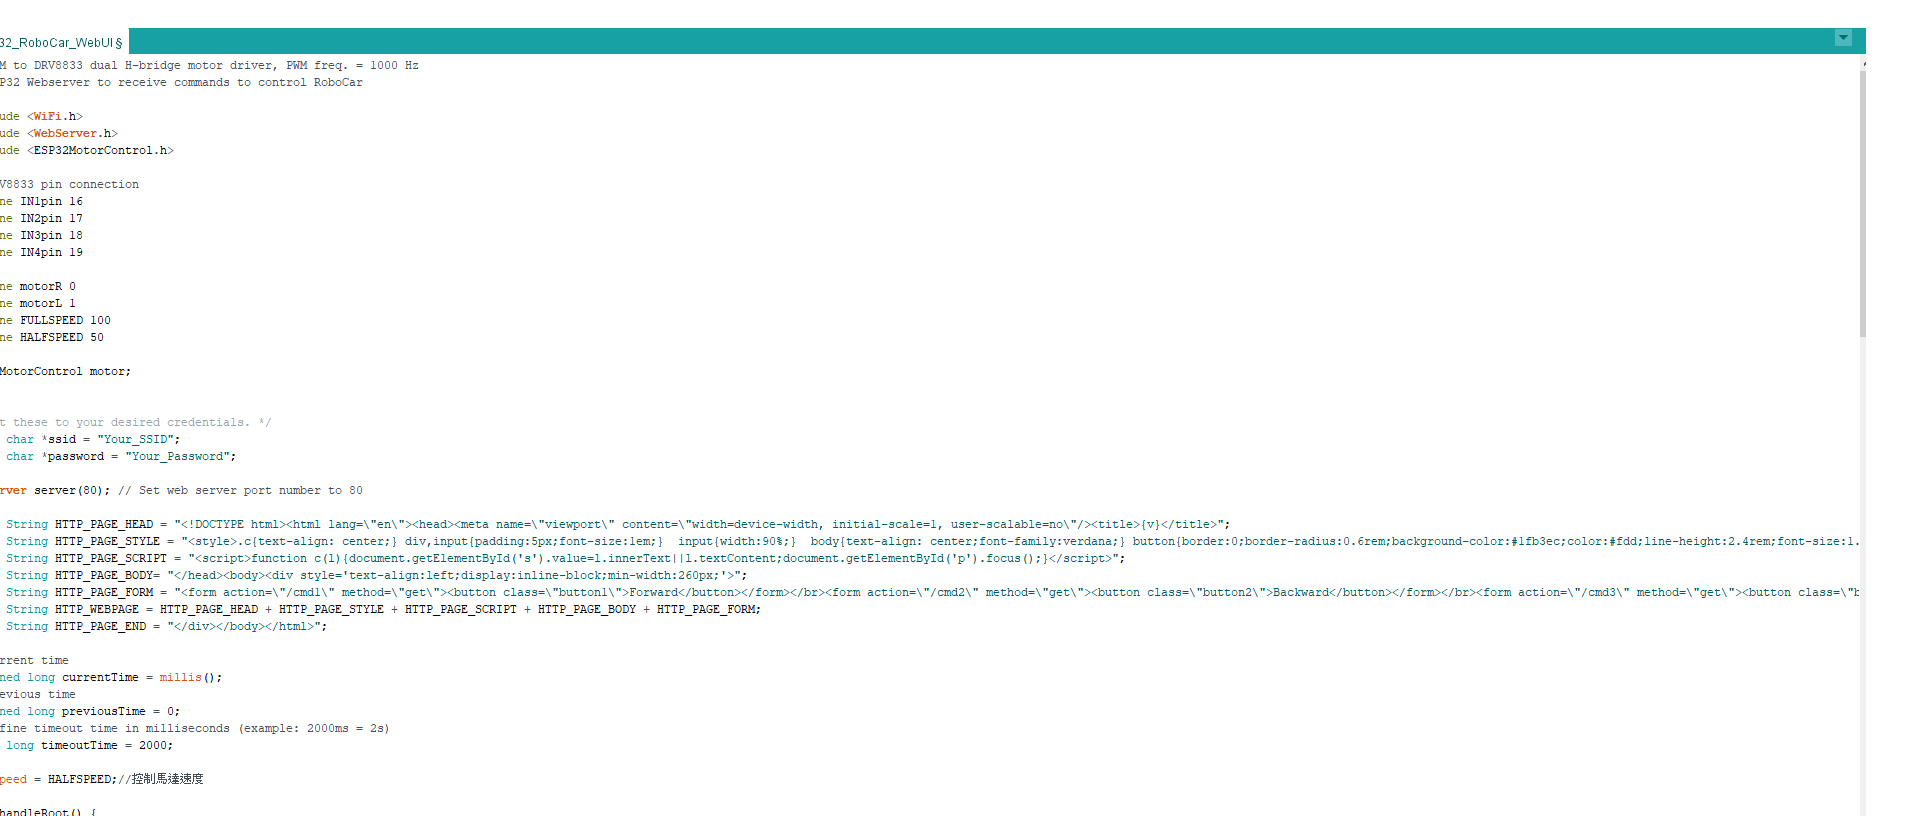 32_RoboCar_WebUI §
M to DRV8833 dual H-bridge motor driver, PWM freq. = 1000 Hz
P32 Webserver to receive commands to control RoboCar
ude <WiFi.h>
ude <WebServer.h>
ude <ESP32MotorControl.h>
V8833 pin connection
ne IN1pin 16
ne IN2pin 17
ne IN3pin 18
ne IN4pin 19
ne motorR 0
ne motorL 1
ne FULLSPEED 100
ne HALFSPEED 50
MotorControl motor;
t these to your desired credentials. */
char *ssid = "Your_SSID";
char *password = "Your_Password";
rver server(80); // Set web server port number to 80
String HTTP_PAGE_HEAD = "<!DOCTYPE html><html lang=\"en\"><head><meta name=\"viewport\" content=\"width=device-width, initial-scale=1, user-scalable=no\"/><title>{v}</title>";
String HTTP_PAGE_STYLE = "<style>.c{text-align: center;} div,input{padding:5px;font-size:1em;}  input{width:90%;}  body{text-align: center;font-family:verdana;} button{border:0;border-radius:0.6rem;background-color:#1fb3ec;color:#fdd;line-height:2.4rem;font-size:1.
String HTTP_PAGE_SCRIPT = "<script>function c(l){document.getElementById('s').value=l.innerText||l.textContent;document.getElementById('p').focus();}</script>";
String HTTP_PAGE_BODY= "</head><body><div style='text-align:left;display:inline-block;min-width:260px;'>";
String HTTP_PAGE_FORM = "<form action=\"/cmd1\" method=\"get\"><button class=\"button1\">Forward</button></form></br><form action=\"/cmd2\" method=\"get\"><button class=\"button2\">Backward</button></form></br><form action=\"/cmd3\" method=\"get\"><button class=\"b
String HTTP_WEBPAGE = HTTP_PAGE_HEAD + HTTP_PAGE_STYLE + HTTP_PAGE_SCRIPT + HTTP_PAGE_BODY + HTTP_PAGE_FORM;
String HTTP_PAGE_END = "</div></body></html>";
rrent time
ned long currentTime = millis();
evious time
ned long previousTime = 0;
fine timeout time in milliseconds (example: 2000ms = 2s)
long timeoutTime = 2000;
peed = HALFSPEED;//控制馬達速度
handleRoot() {